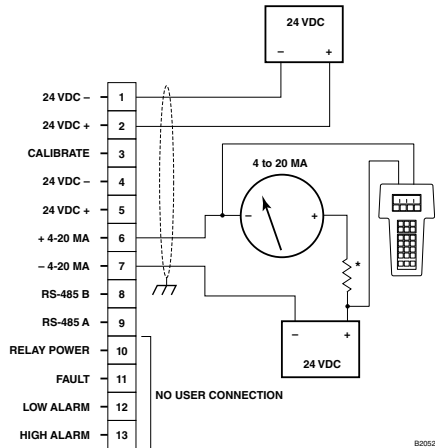 24 VDC
– +
24 VDC – 1
24 VDC + 2
CALIBRATE 3
24 VDC – 4
24 VDC + 5
+ 4-20 MA 6
– 4-20 MA 7
RS-485 B 8
RS-485 A 9
RELAY POWER 10
FAULT 11
LOW ALARM 12
HIGH ALARM 13
4 to 20 MA
– +
*
– +
24 VDC
NO USER CONNECTION
B2052